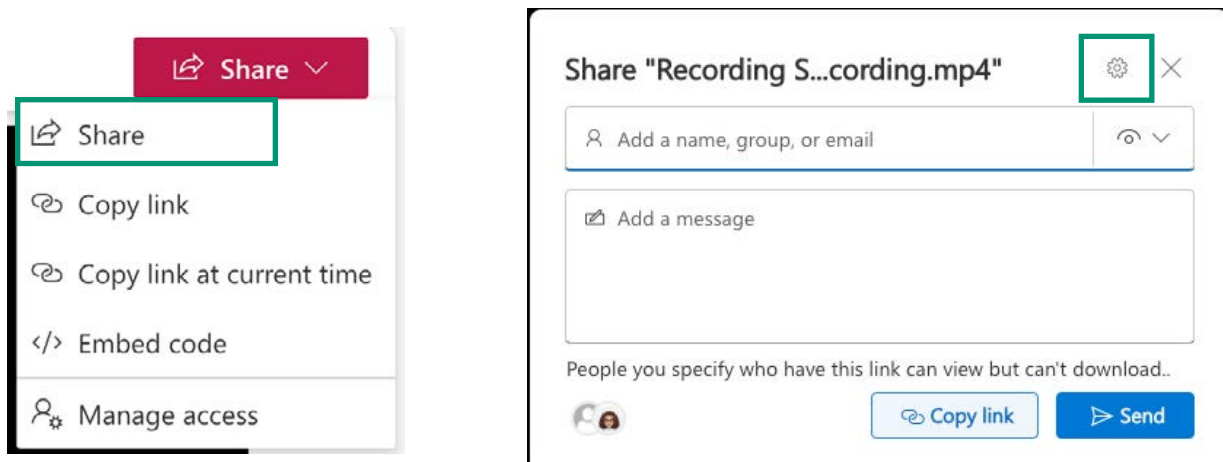 Share
Share
Copy link
Copy link at current time
</> Embed code
Manage access
Share "Recording S...cording.mp4"
Add a name, group, or email
Add a message
People you specify who have this link can view but can't download..
Copy link
Send